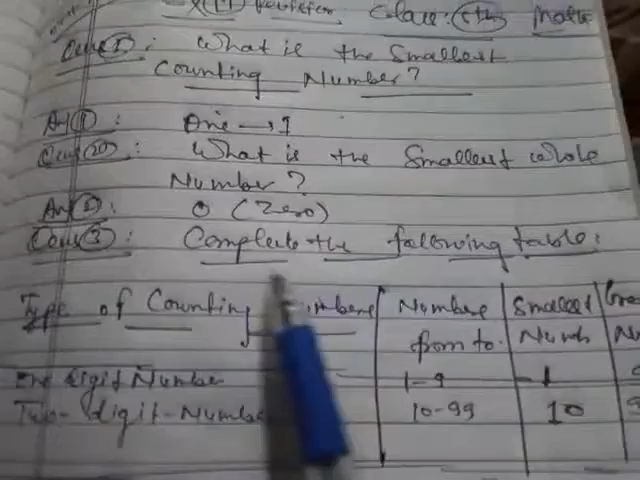 Class: 6th Maths
Ques(1): What is the Smallest
Counting Number?
Ans(1): One → 1
Ques(2): What is the Smallest Whole
Number?
Ans(2): 0 (Zero)
Ques(3): Complete the following table:
Type of Counting Numbers Number Smallest
from to Numb
One digit Number 1-9 1
Two-digit-Number 10-99 10